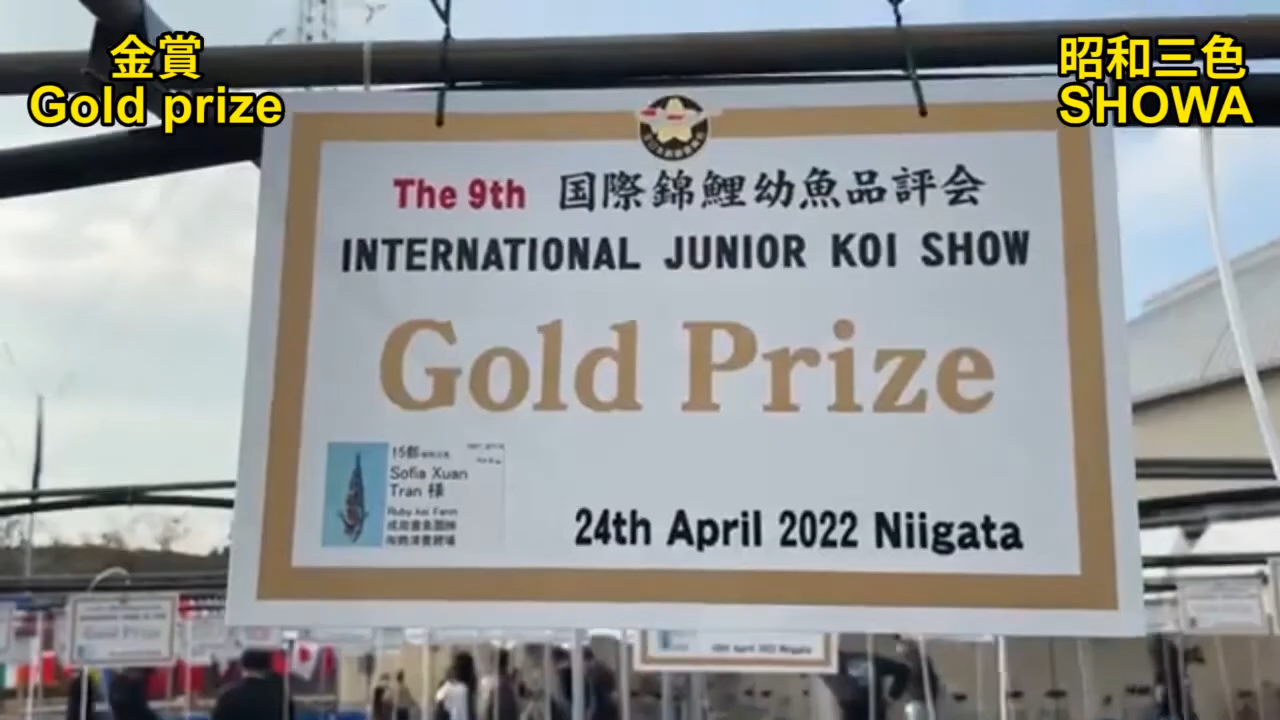 金賞
Gold prize
昭和三色
SHOWA
The 9th 国際錦鯉幼魚品評会
INTERNATIONAL JUNIOR KOI SHOW
Gold Prize
15部
Sofia Xuan
Tran 様
Ruby koi Farm
24th April 2022 Niigata
Gold Prize